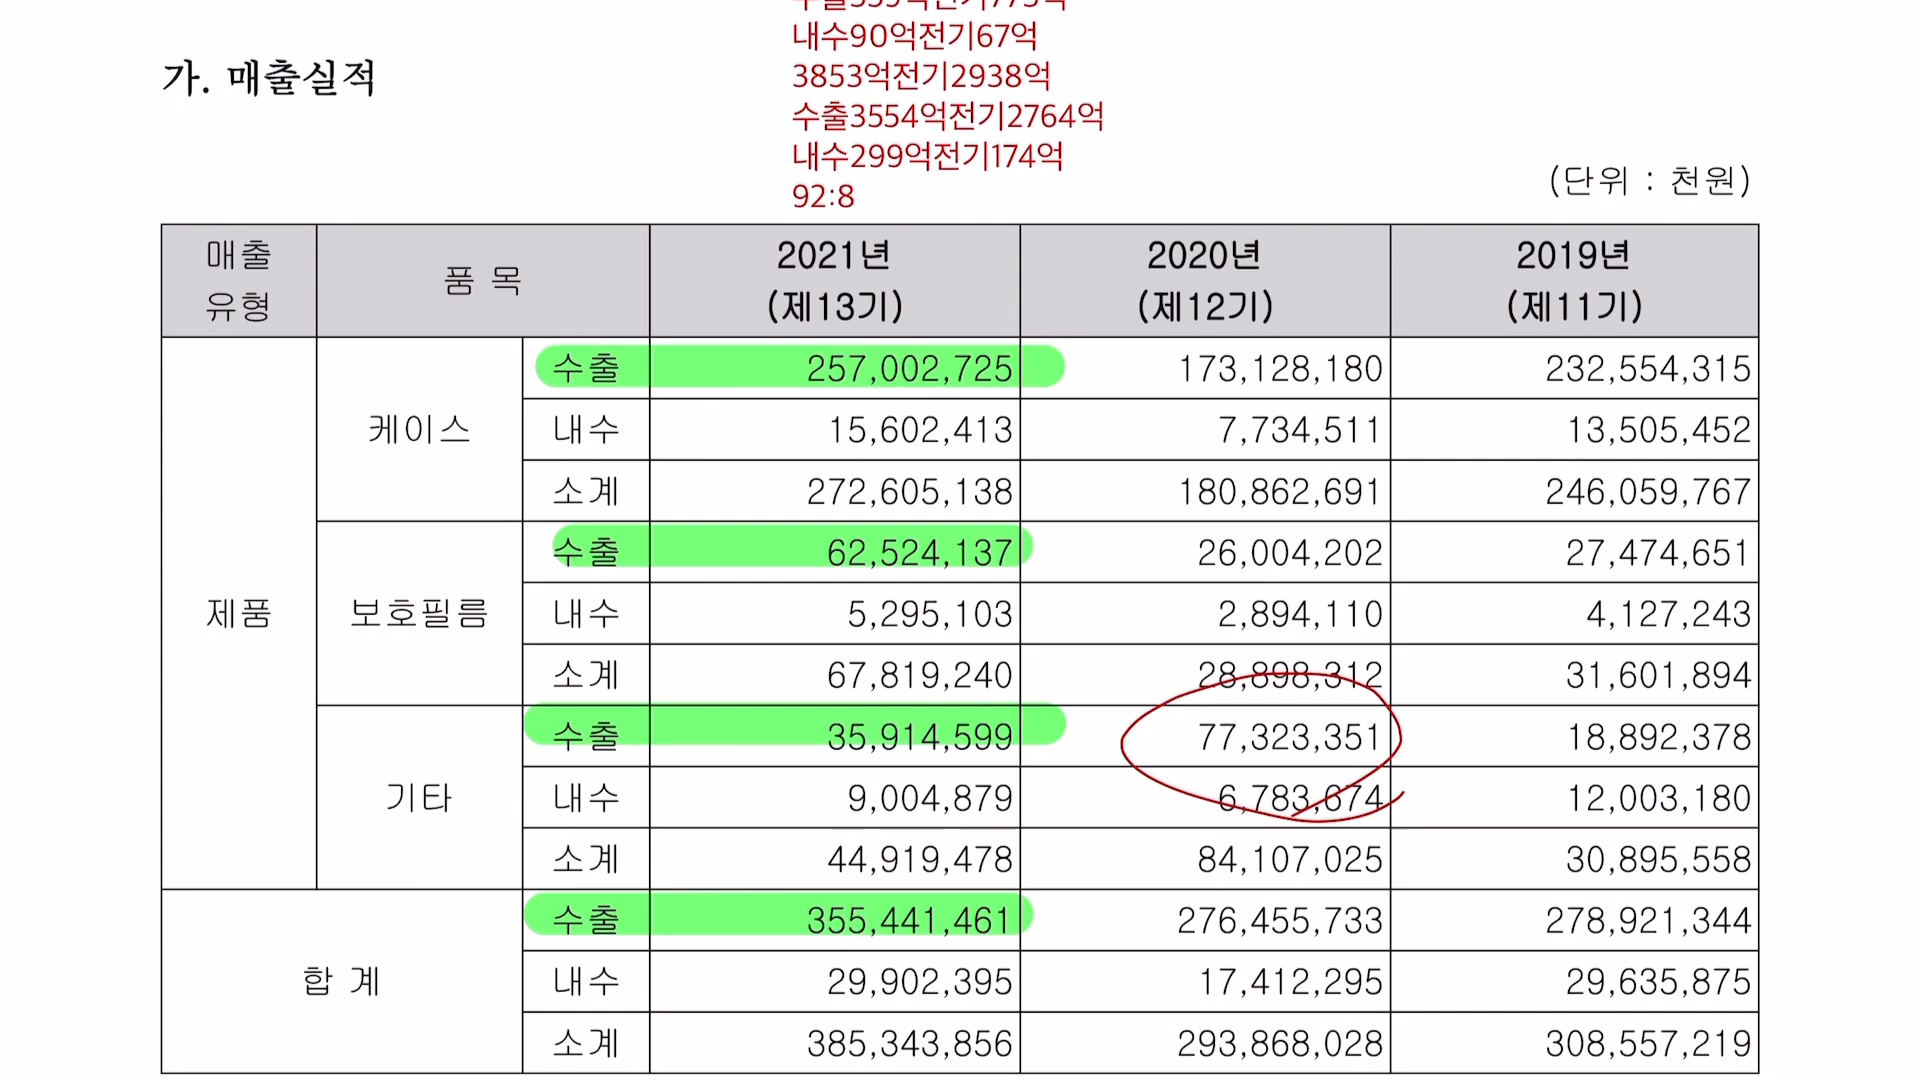 내수90억전기67억
3853억전기2938억
수출3554억전기2764억
내수299억전기174억
92:8
가. 매출실적
(단위 : 천원)
매출 유형 품 목 2021년 (제13기) 2020년 (제12기) 2019년 (제11기)
제품 케이스 수출 257,002,725 173,128,180 232,554,315
내수 15,602,413 7,734,511 13,505,452
소계 272,605,138 180,862,691 246,059,767
보호필름 수출 62,524,137 26,004,202 27,474,651
내수 5,295,103 2,894,110 4,127,243
소계 67,819,240 28,898,312 31,601,894
기타 수출 35,914,599 77,323,351 18,892,378
내수 9,004,879 6,783,674 12,003,180
소계 44,919,478 84,107,025 30,895,558
합 계 수출 355,441,461 276,455,733 278,921,344
내수 29,902,395 17,412,295 29,635,875
소계 385,343,856 293,868,028 308,557,219